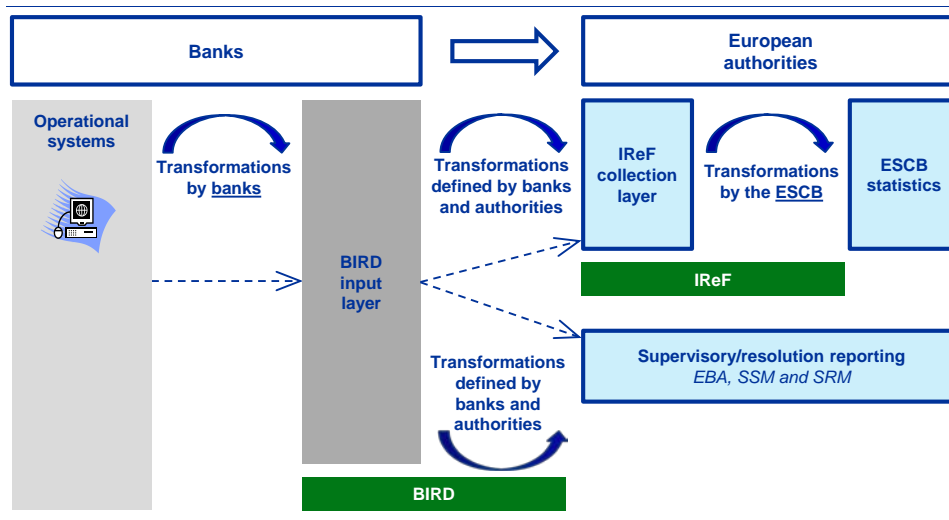 Banks
European
authorities
Operational
systems
Transformations
by banks
BIRD
input
layer
Transformations
defined by banks
and authorities
IReF
collection
layer
Transformations
by the ESCB
ESCB
statistics
IReF
Supervisory/resolution reporting
EBA, SSM and SRM
Transformations
defined by
banks and
authorities
BIRD